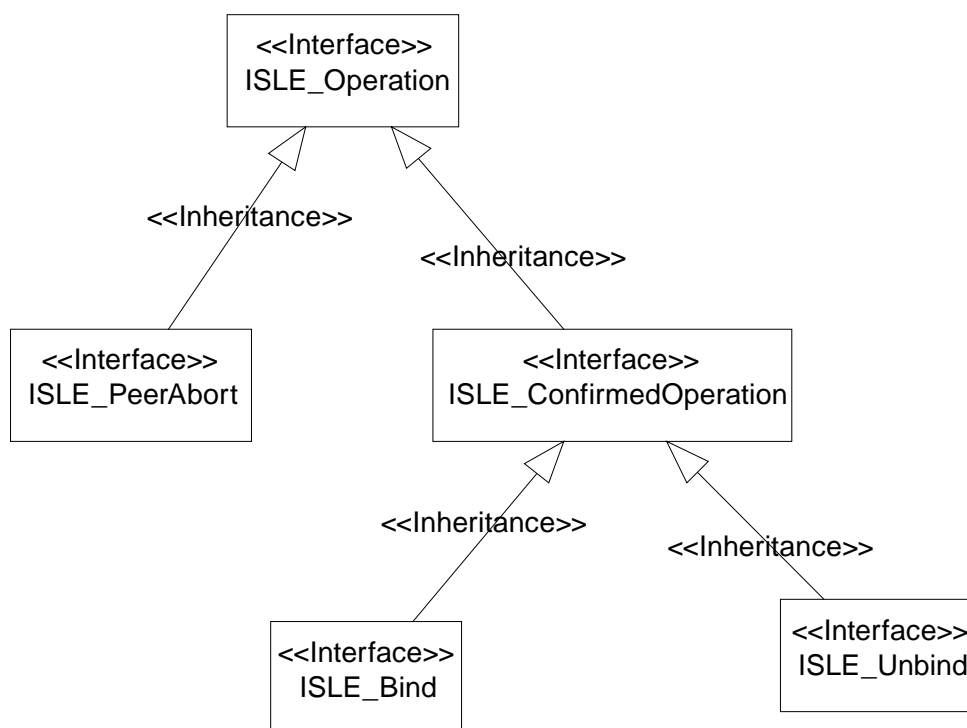 <<Interface>>
ISLE_Operation
<<Inheritance>>
<<Inheritance>>
<<Interface>>
ISLE_PeerAbort
<<Interface>>
ISLE_ConfirmedOperation
<<Inheritance>>
<<Inheritance>>
<<Interface>>
ISLE_Bind
<<Interface>>
ISLE_Unbind